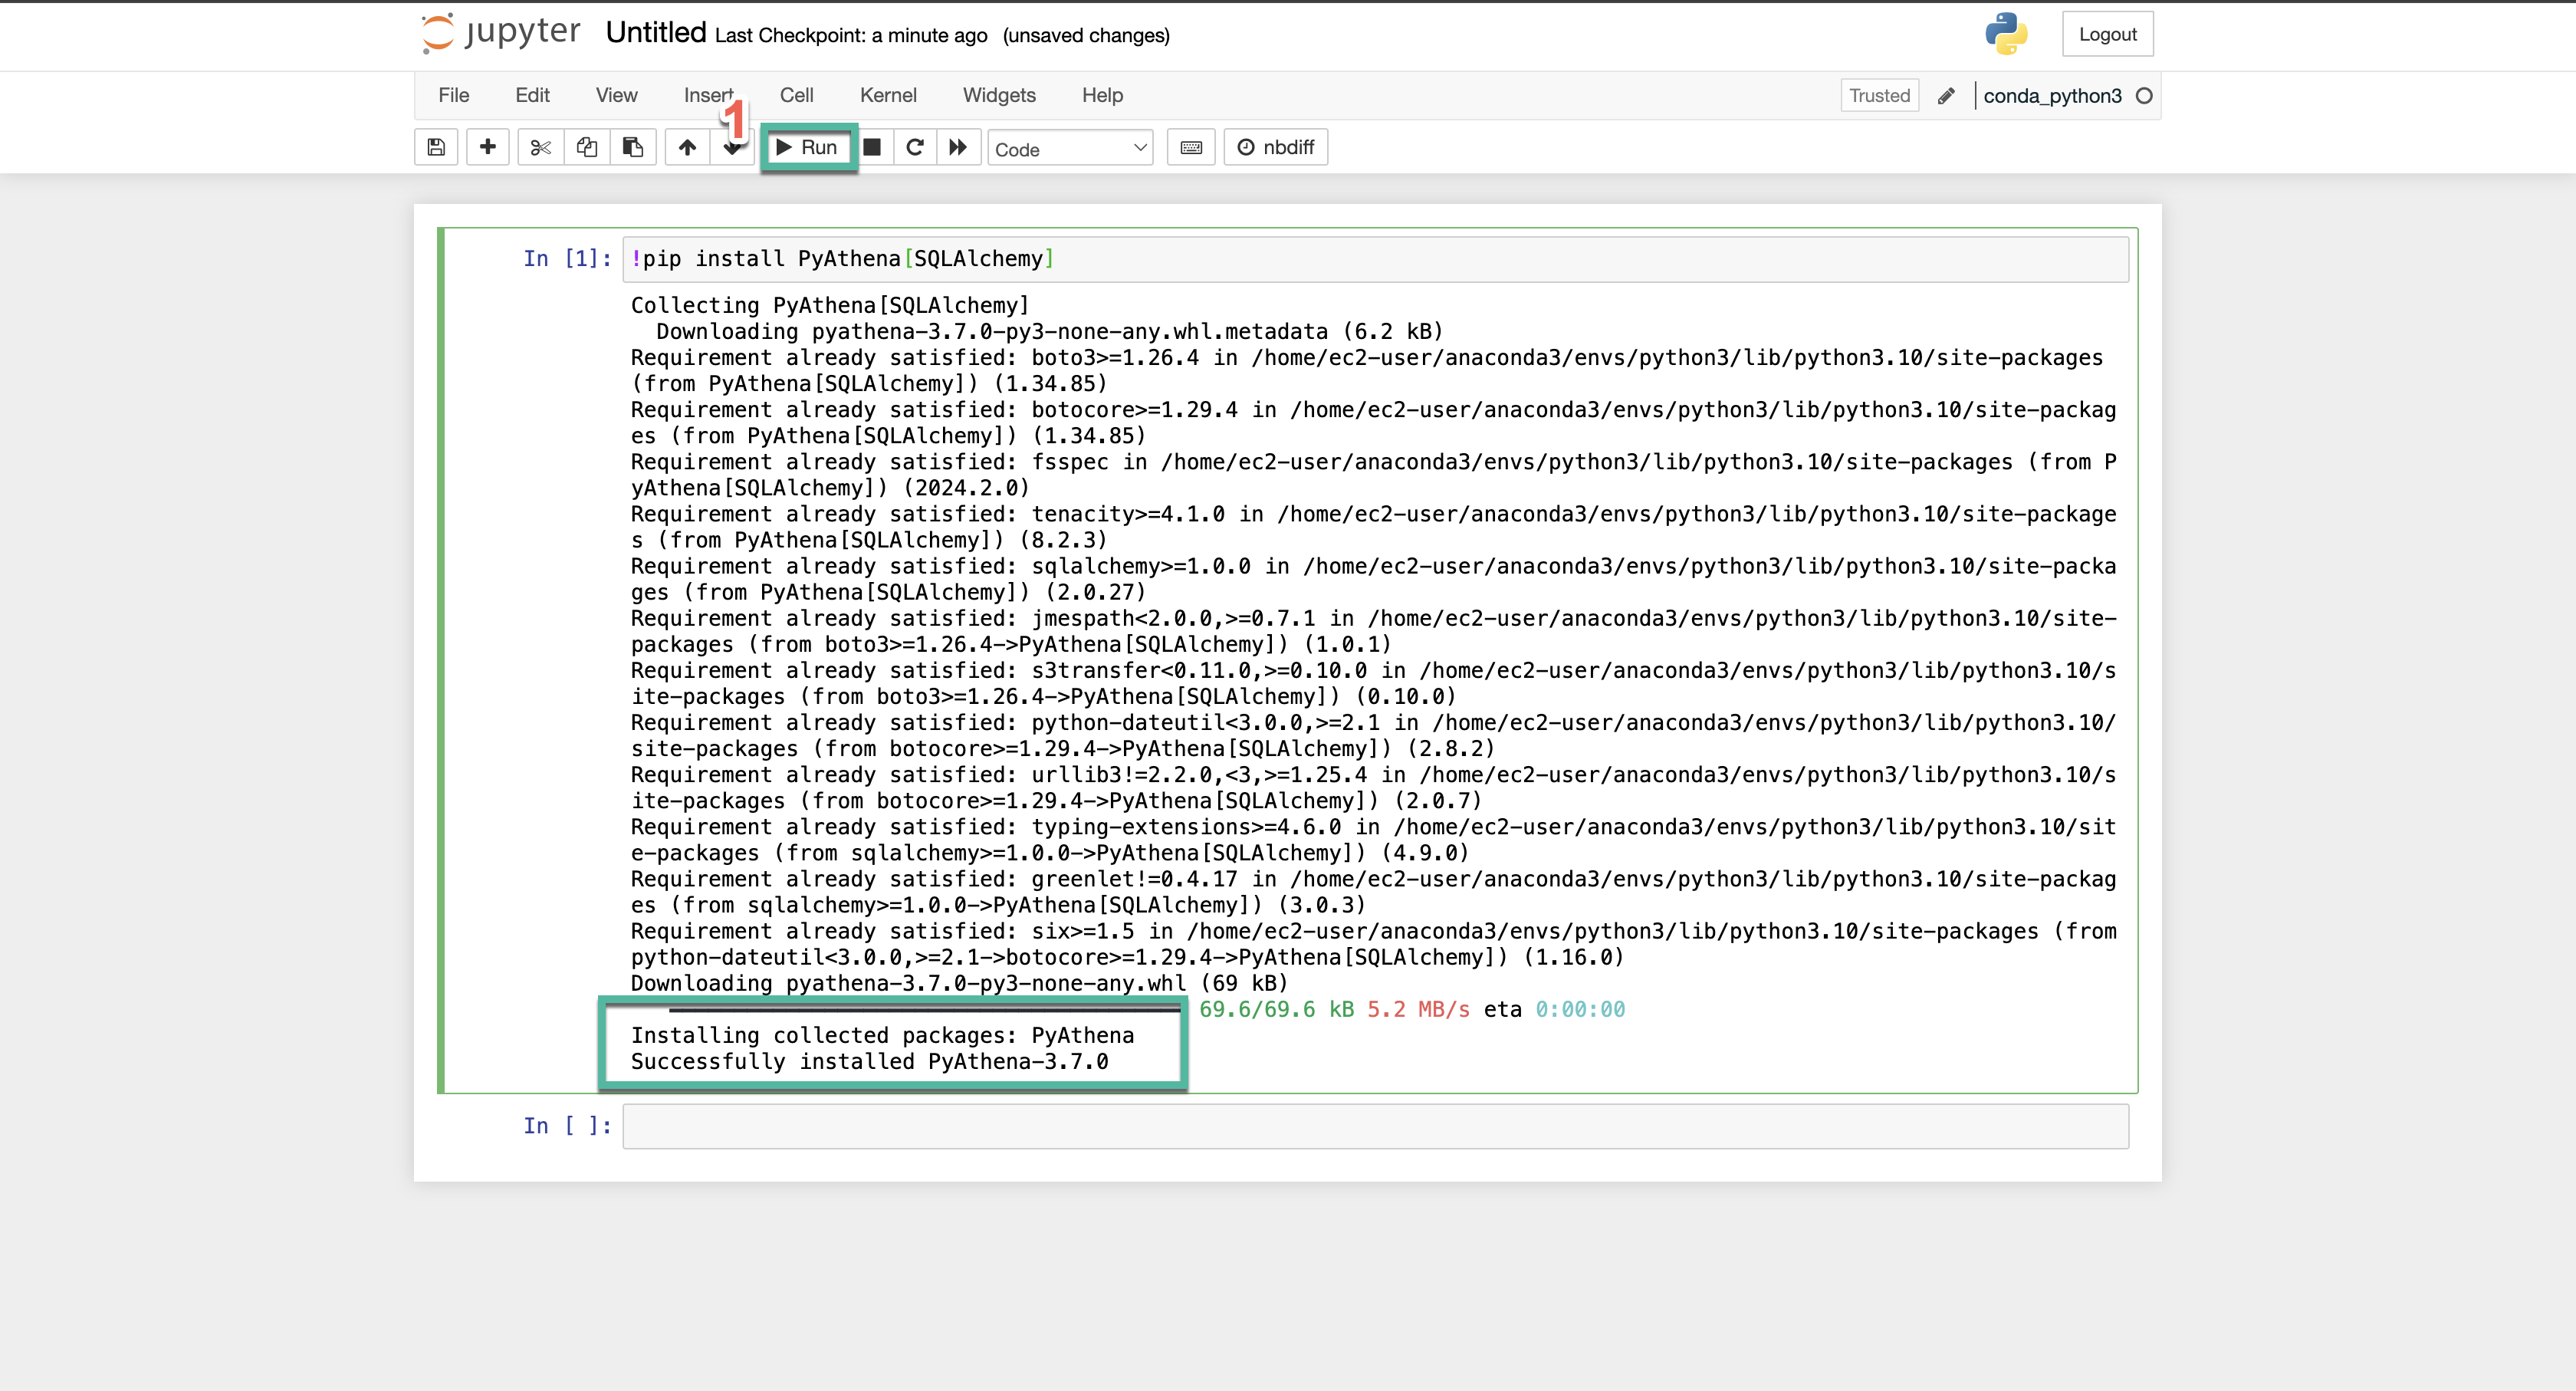 jupyter Untitled Last Checkpoint: a minute ago (unsaved changes) Logout
File Edit View Insert Cell Kernel Widgets Help Trusted conda_python3
1
Run Code nbdiff
In [1]: !pip install PyAthena[SQLAlchemy]
Collecting PyAthena[SQLAlchemy]
  Downloading pyathena-3.7.0-py3-none-any.whl.metadata (6.2 kB)
Requirement already satisfied: boto3>=1.26.4 in /home/ec2-user/anaconda3/envs/python3/lib/python3.10/site-packages
(from PyAthena[SQLAlchemy]) (1.34.85)
Requirement already satisfied: botocore>=1.29.4 in /home/ec2-user/anaconda3/envs/python3/lib/python3.10/site-packag
es (from PyAthena[SQLAlchemy]) (1.34.85)
Requirement already satisfied: fsspec in /home/ec2-user/anaconda3/envs/python3/lib/python3.10/site-packages (from P
yAthena[SQLAlchemy]) (2024.2.0)
Requirement already satisfied: tenacity>=4.1.0 in /home/ec2-user/anaconda3/envs/python3/lib/python3.10/site-package
s (from PyAthena[SQLAlchemy]) (8.2.3)
Requirement already satisfied: sqlalchemy>=1.0.0 in /home/ec2-user/anaconda3/envs/python3/lib/python3.10/site-packa
ges (from PyAthena[SQLAlchemy]) (2.0.27)
Requirement already satisfied: jmespath<2.0.0,>=0.7.1 in /home/ec2-user/anaconda3/envs/python3/lib/python3.10/site-
packages (from boto3>=1.26.4->PyAthena[SQLAlchemy]) (1.0.1)
Requirement already satisfied: s3transfer<0.11.0,>=0.10.0 in /home/ec2-user/anaconda3/envs/python3/lib/python3.10/s
ite-packages (from boto3>=1.26.4->PyAthena[SQLAlchemy]) (0.10.0)
Requirement already satisfied: python-dateutil<3.0.0,>=2.1 in /home/ec2-user/anaconda3/envs/python3/lib/python3.10/
site-packages (from botocore>=1.29.4->PyAthena[SQLAlchemy]) (2.8.2)
Requirement already satisfied: urllib3!=2.2.0,<3,>=1.25.4 in /home/ec2-user/anaconda3/envs/python3/lib/python3.10/s
ite-packages (from botocore>=1.29.4->PyAthena[SQLAlchemy]) (2.0.7)
Requirement already satisfied: typing-extensions>=4.6.0 in /home/ec2-user/anaconda3/envs/python3/lib/python3.10/sit
e-packages (from sqlalchemy>=1.0.0->PyAthena[SQLAlchemy]) (4.9.0)
Requirement already satisfied: greenlet!=0.4.17 in /home/ec2-user/anaconda3/envs/python3/lib/python3.10/site-packag
es (from sqlalchemy>=1.0.0->PyAthena[SQLAlchemy]) (3.0.3)
Requirement already satisfied: six>=1.5 in /home/ec2-user/anaconda3/envs/python3/lib/python3.10/site-packages (from
python-dateutil<3.0.0,>=2.1->botocore>=1.29.4->PyAthena[SQLAlchemy]) (1.16.0)
Downloading pyathena-3.7.0-py3-none-any.whl (69 kB)
69.6/69.6 kB 5.2 MB/s eta 0:00:00
Installing collected packages: PyAthena
Successfully installed PyAthena-3.7.0
In [ ]: